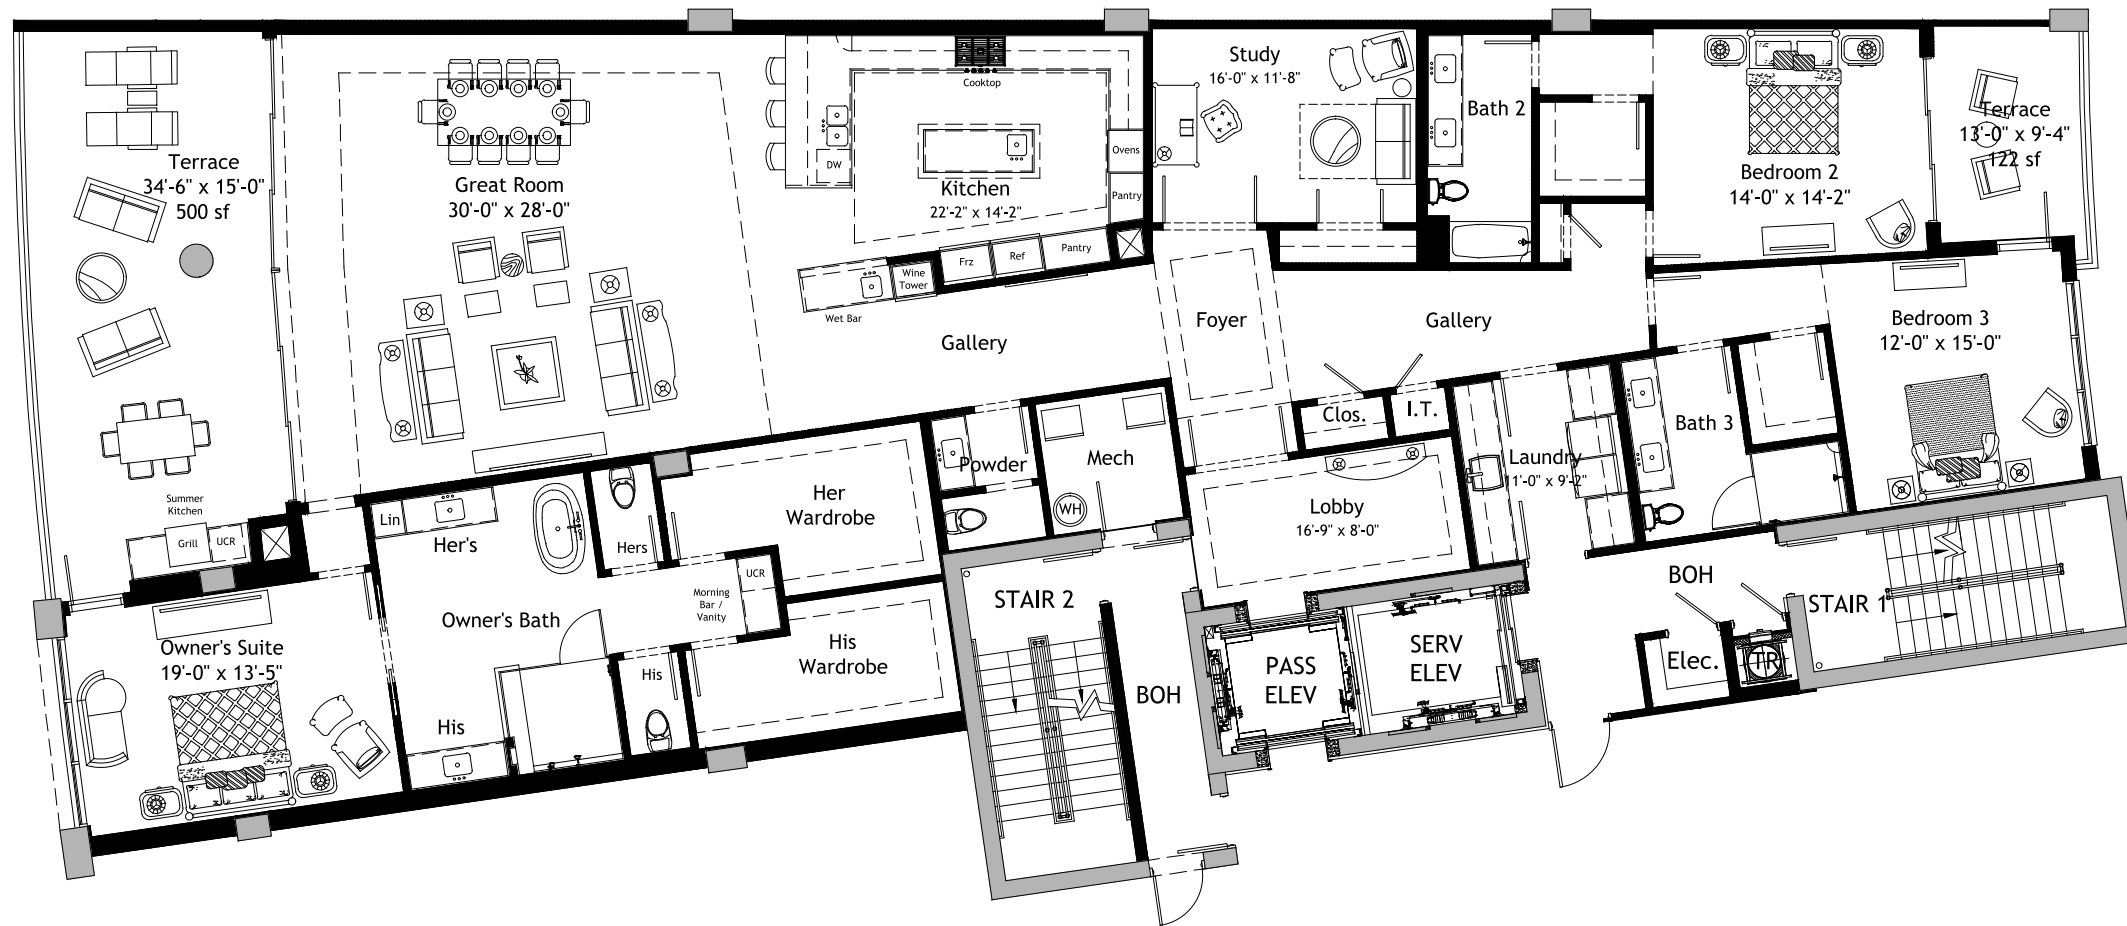 Terrace
34'-6" x 15'-0"
500 sf
Great Room
30'-0" x 28'-0"
Cooktop
DW
Ovens
Pantry
Kitchen
22'-2" x 14'-2"
Frz
Ref
Pantry
Wine
Tower
Wet Bar
Study
16'-0" x 11'-8"
Bath 2
Bedroom 2
14'-0" x 14'-2"
Terrace
13'-0" x 9'-4"
122 sf
Gallery
Foyer
Gallery
Bedroom 3
12'-0" x 15'-0"
Clos.
I.T.
Bath 3
Laundry
11'-0" x 9'-2"
Powder
Mech
WH
Lobby
16'-9" x 8'-0"
Summer
Kitchen
Grill
UCR
Lin
Her's
Hers
Her
Wardrobe
UCR
Morning
Bar /
Vanity
Owner's Bath
His
Wardrobe
His
His
Owner's Suite
19'-0" x 13'-5"
STAIR 2
BOH
PASS
ELEV
SERV
ELEV
BOH
Elec.
TR
STAIR 1